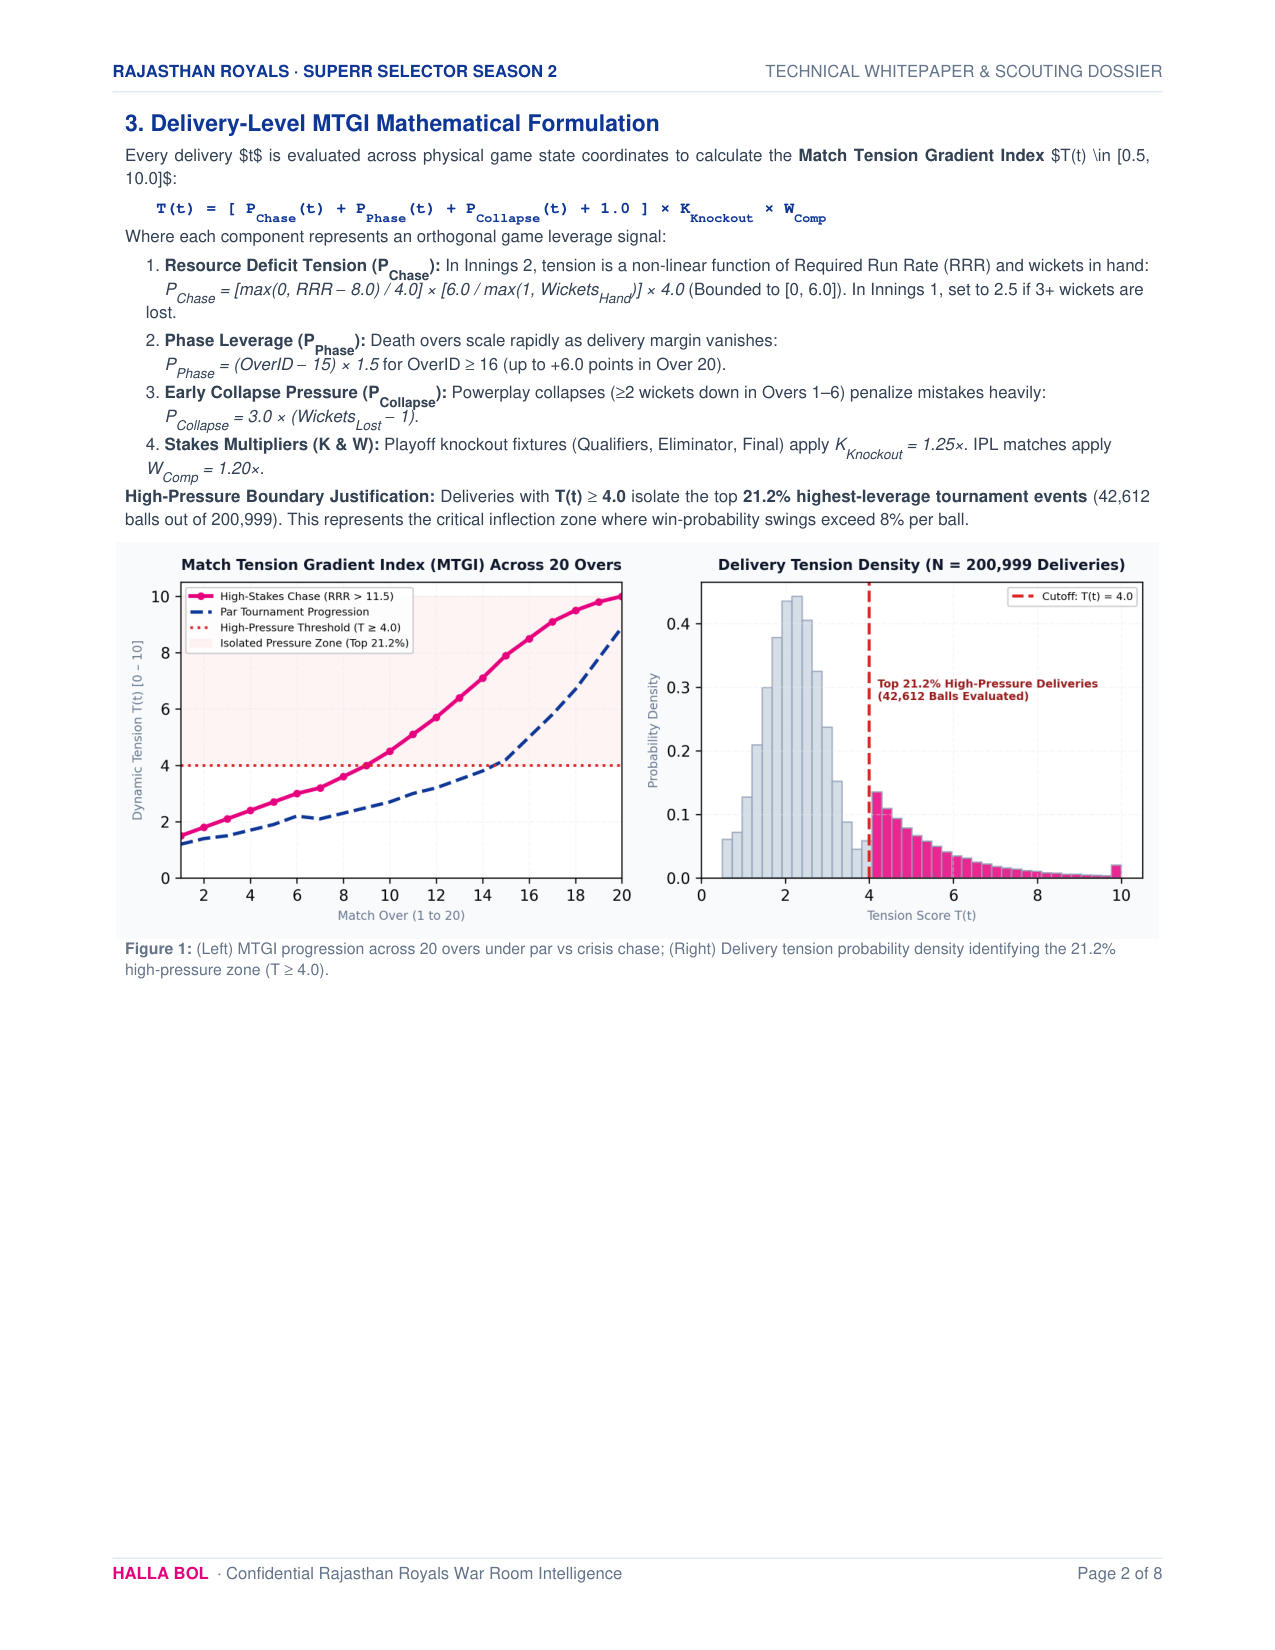 RAJASTHAN ROYALS · SUPERR SELECTOR SEASON 2
TECHNICAL WHITEPAPER & SCOUTING DOSSIER
3. Delivery-Level MTGI Mathematical Formulation
Every delivery $t$ is evaluated across physical game state coordinates to calculate the Match Tension Gradient Index $T(t) \in [0.5,
10.0]$:
T(t) = [ P_Chase(t) + P_Phase(t) + P_Collapse(t) + 1.0 ] × K_Knockout × W_Comp
Where each component represents an orthogonal game leverage signal:
1. Resource Deficit Tension (P_Chase): In Innings 2, tension is a non-linear function of Required Run Rate (RRR) and wickets in hand:
P_Chase = [max(0, RRR – 8.0) / 4.0] × [6.0 / max(1, Wickets_Hand)] × 4.0 (Bounded to [0, 6.0]). In Innings 1, set to 2.5 if 3+ wickets are
lost.
2. Phase Leverage (P_Phase): Death overs scale rapidly as delivery margin vanishes:
P_Phase = (OverID – 15) × 1.5 for OverID ≥ 16 (up to +6.0 points in Over 20).
3. Early Collapse Pressure (P_Collapse): Powerplay collapses (≥2 wickets down in Overs 1–6) penalize mistakes heavily:
P_Collapse = 3.0 × (Wickets_Lost – 1).
4. Stakes Multipliers (K & W): Playoff knockout fixtures (Qualifiers, Eliminator, Final) apply K_Knockout = 1.25×. IPL matches apply
W_Comp = 1.20×.
High-Pressure Boundary Justification: Deliveries with T(t) ≥ 4.0 isolate the top 21.2% highest-leverage tournament events (42,612
balls out of 200,999). This represents the critical inflection zone where win-probability swings exceed 8% per ball.
Match Tension Gradient Index (MTGI) Across 20 Overs
High-Stakes Chase (RRR > 11.5)
Par Tournament Progression
High-Pressure Threshold (T ≥ 4.0)
Isolated Pressure Zone (Top 21.2%)
Dynamic Tension T(t) [0 – 10]
10
8
6
4
2
0
2 4 6 8 10 12 14 16 18 20
Match Over (1 to 20)
Delivery Tension Density (N = 200,999 Deliveries)
Cutoff: T(t) = 4.0
Top 21.2% High-Pressure Deliveries
(42,612 Balls Evaluated)
Probability Density
0.4
0.3
0.2
0.1
0.0
0 2 4 6 8 10
Tension Score T(t)
Figure 1: (Left) MTGI progression across 20 overs under par vs crisis chase; (Right) Delivery tension probability density identifying the 21.2%
high-pressure zone (T ≥ 4.0).
HALLA BOL · Confidential Rajasthan Royals War Room Intelligence
Page 2 of 8